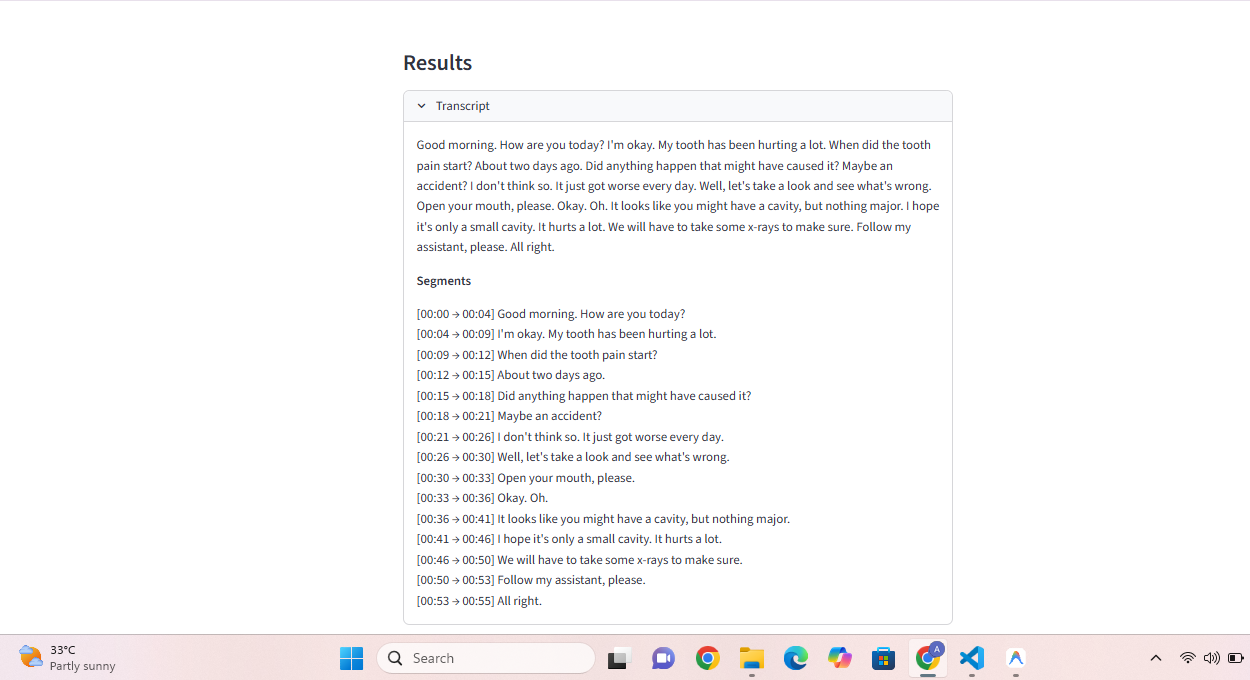 Results
Transcript
Good morning. How are you today? I'm okay. My tooth has been hurting a lot. When did the tooth
pain start? About two days ago. Did anything happen that might have caused it? Maybe an
accident? I don't think so. It just got worse every day. Well, let's take a look and see what's wrong.
Open your mouth, please. Okay. Oh. It looks like you might have a cavity, but nothing major. I hope
it's only a small cavity. It hurts a lot. We will have to take some x-rays to make sure. Follow my
assistant, please. All right.
Segments
[00:00 → 00:04] Good morning. How are you today?
[00:04 → 00:09] I'm okay. My tooth has been hurting a lot.
[00:09 → 00:12] When did the tooth pain start?
[00:12 → 00:15] About two days ago.
[00:15 → 00:18] Did anything happen that might have caused it?
[00:18 → 00:21] Maybe an accident?
[00:21 → 00:26] I don't think so. It just got worse every day.
[00:26 → 00:30] Well, let's take a look and see what's wrong.
[00:30 → 00:33] Open your mouth, please.
[00:33 → 00:36] Okay. Oh.
[00:36 → 00:41] It looks like you might have a cavity, but nothing major.
[00:41 → 00:46] I hope it's only a small cavity. It hurts a lot.
[00:46 → 00:50] We will have to take some x-rays to make sure.
[00:50 → 00:53] Follow my assistant, please.
[00:53 → 00:55] All right.
33°C
Partly sunny
Search
A